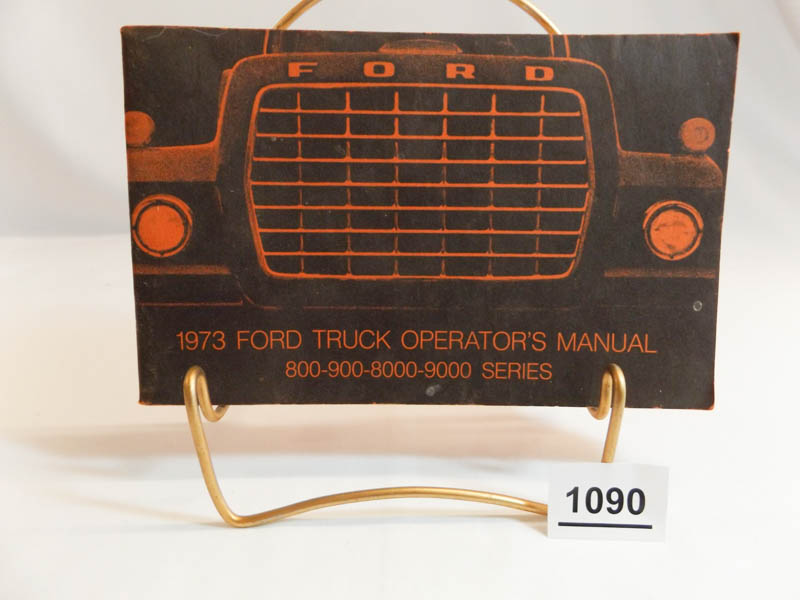 FORD
1973 FORD TRUCK OPERATOR'S MANUAL
800-900-8000-9000 SERIES
1090